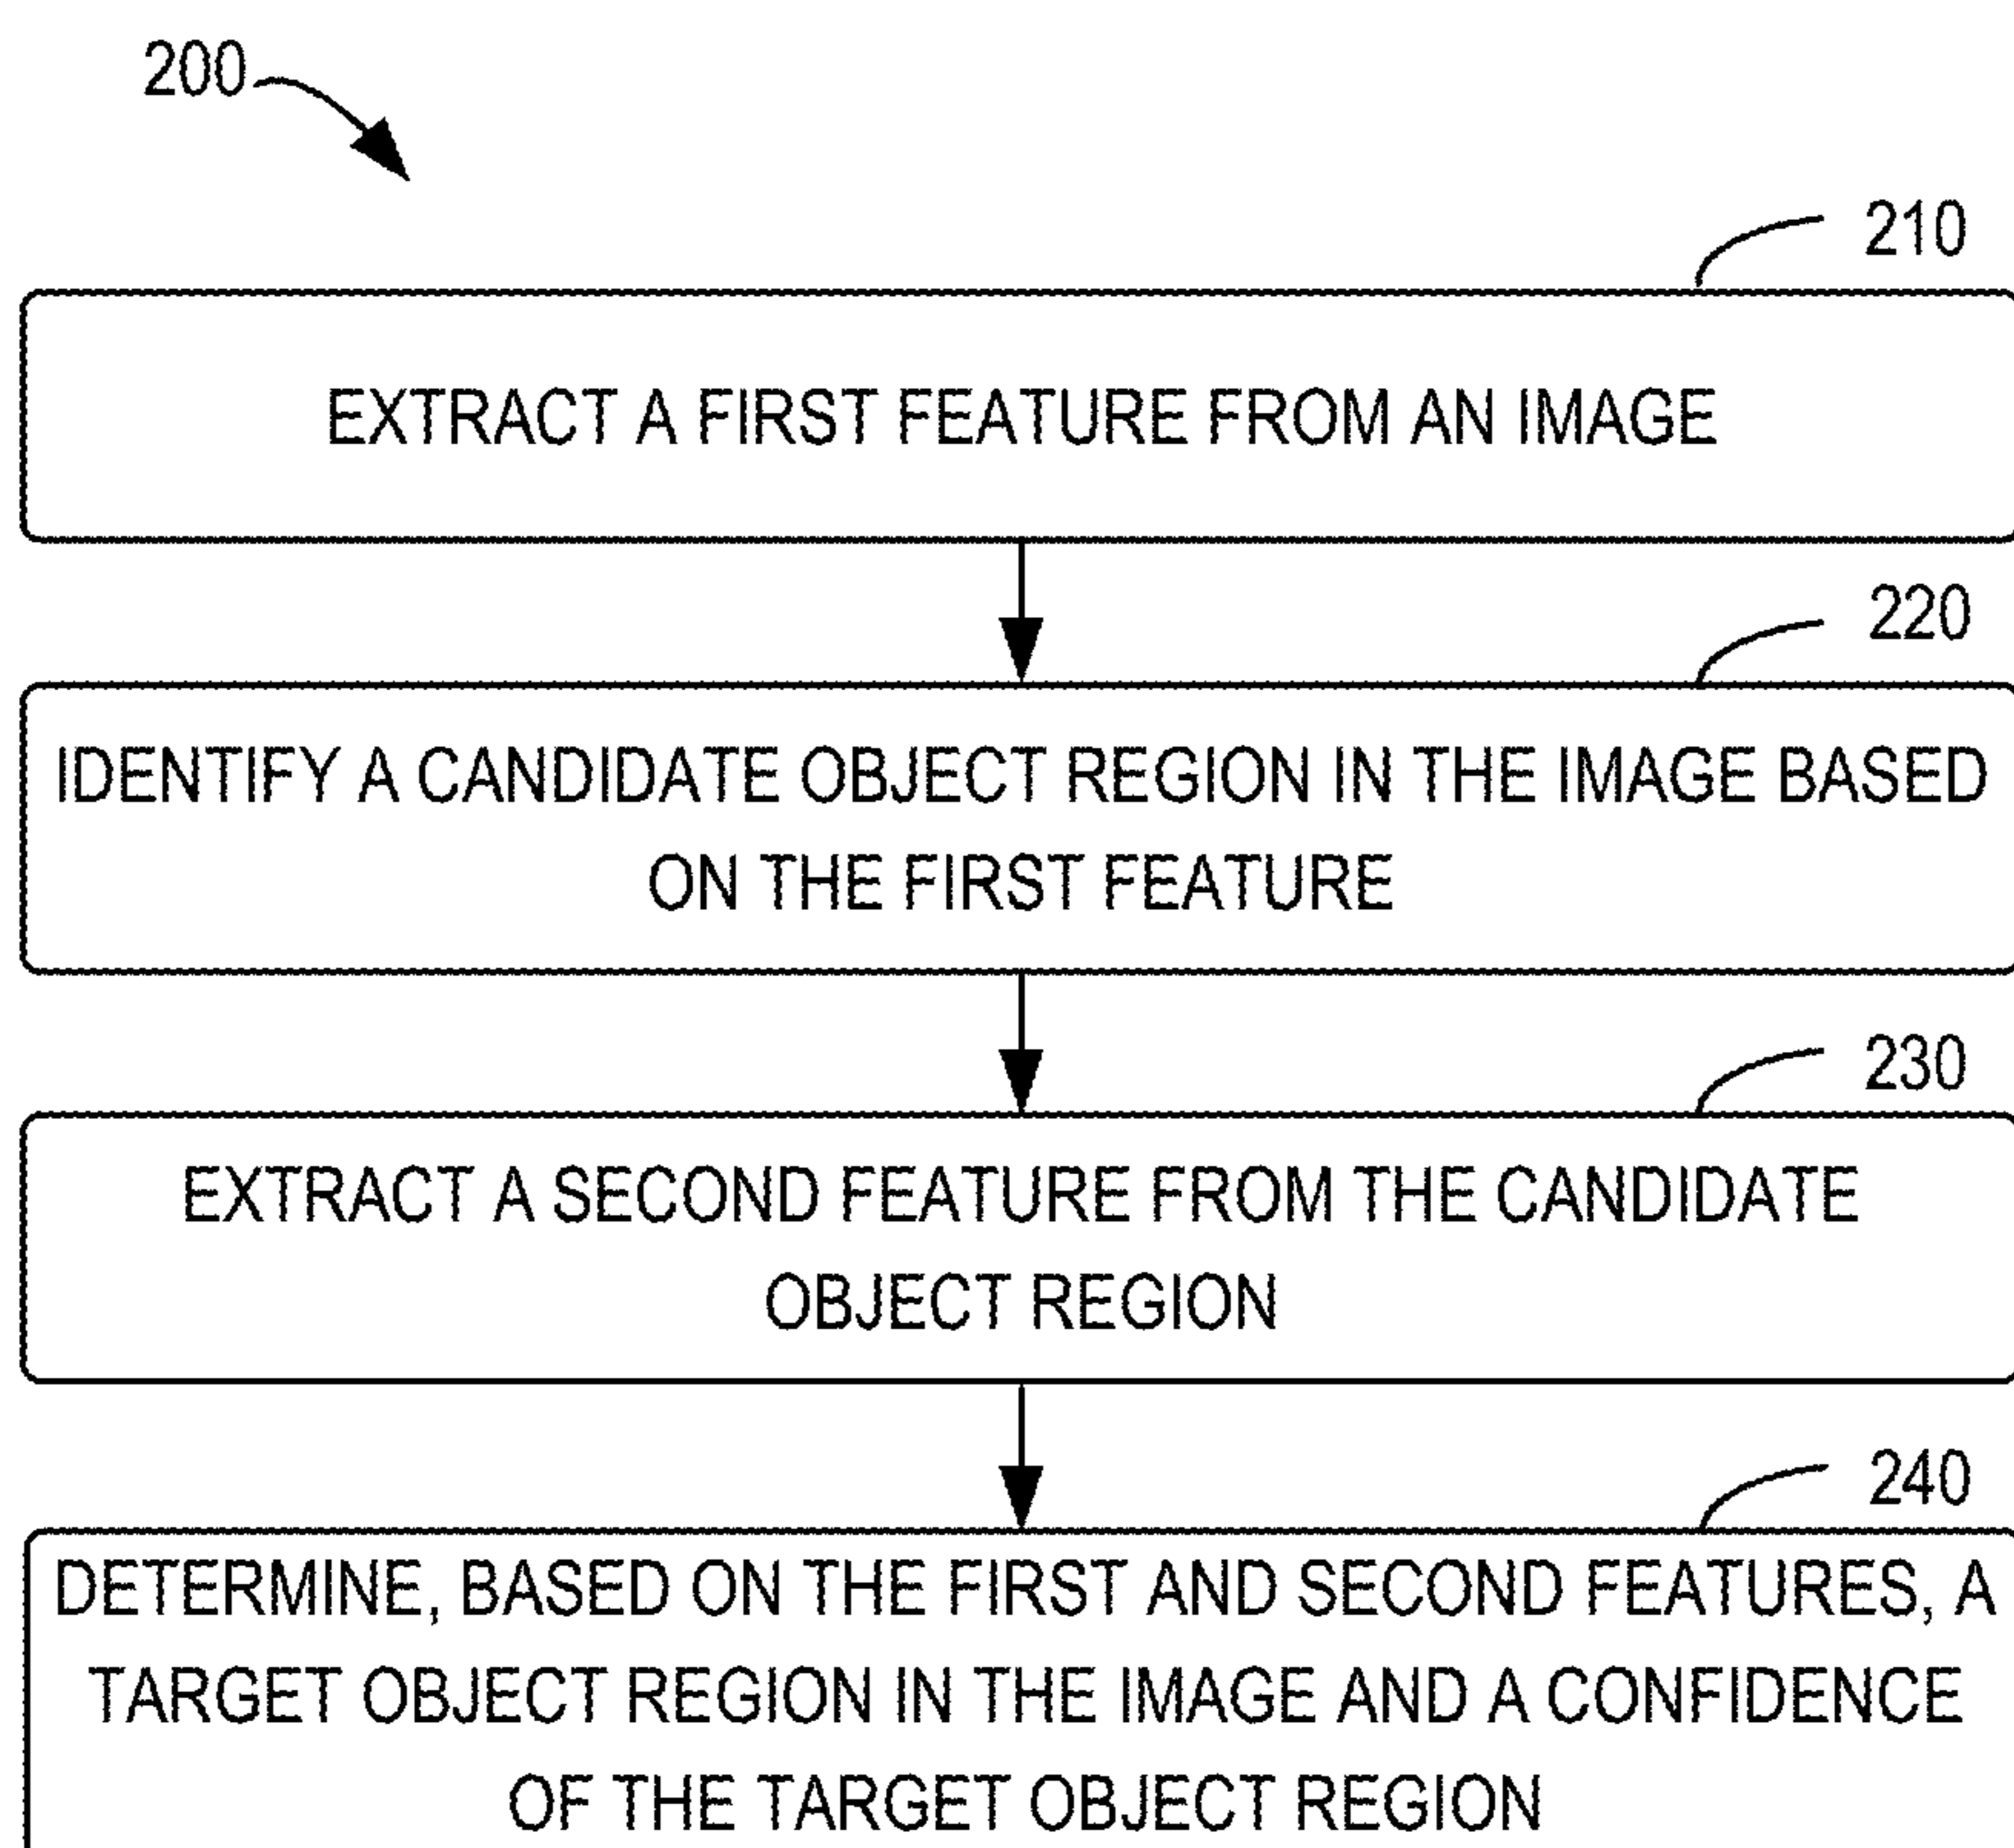 200
210
EXTRACT A FIRST FEATURE FROM AN IMAGE
220
IDENTIFY A CANDIDATE OBJECT REGION IN THE IMAGE BASED
ON THE FIRST FEATURE
230
EXTRACT A SECOND FEATURE FROM THE CANDIDATE
OBJECT REGION
240
DETERMINE, BASED ON THE FIRST AND SECOND FEATURES, A
TARGET OBJECT REGION IN THE IMAGE AND A CONFIDENCE
OF THE TARGET OBJECT REGION